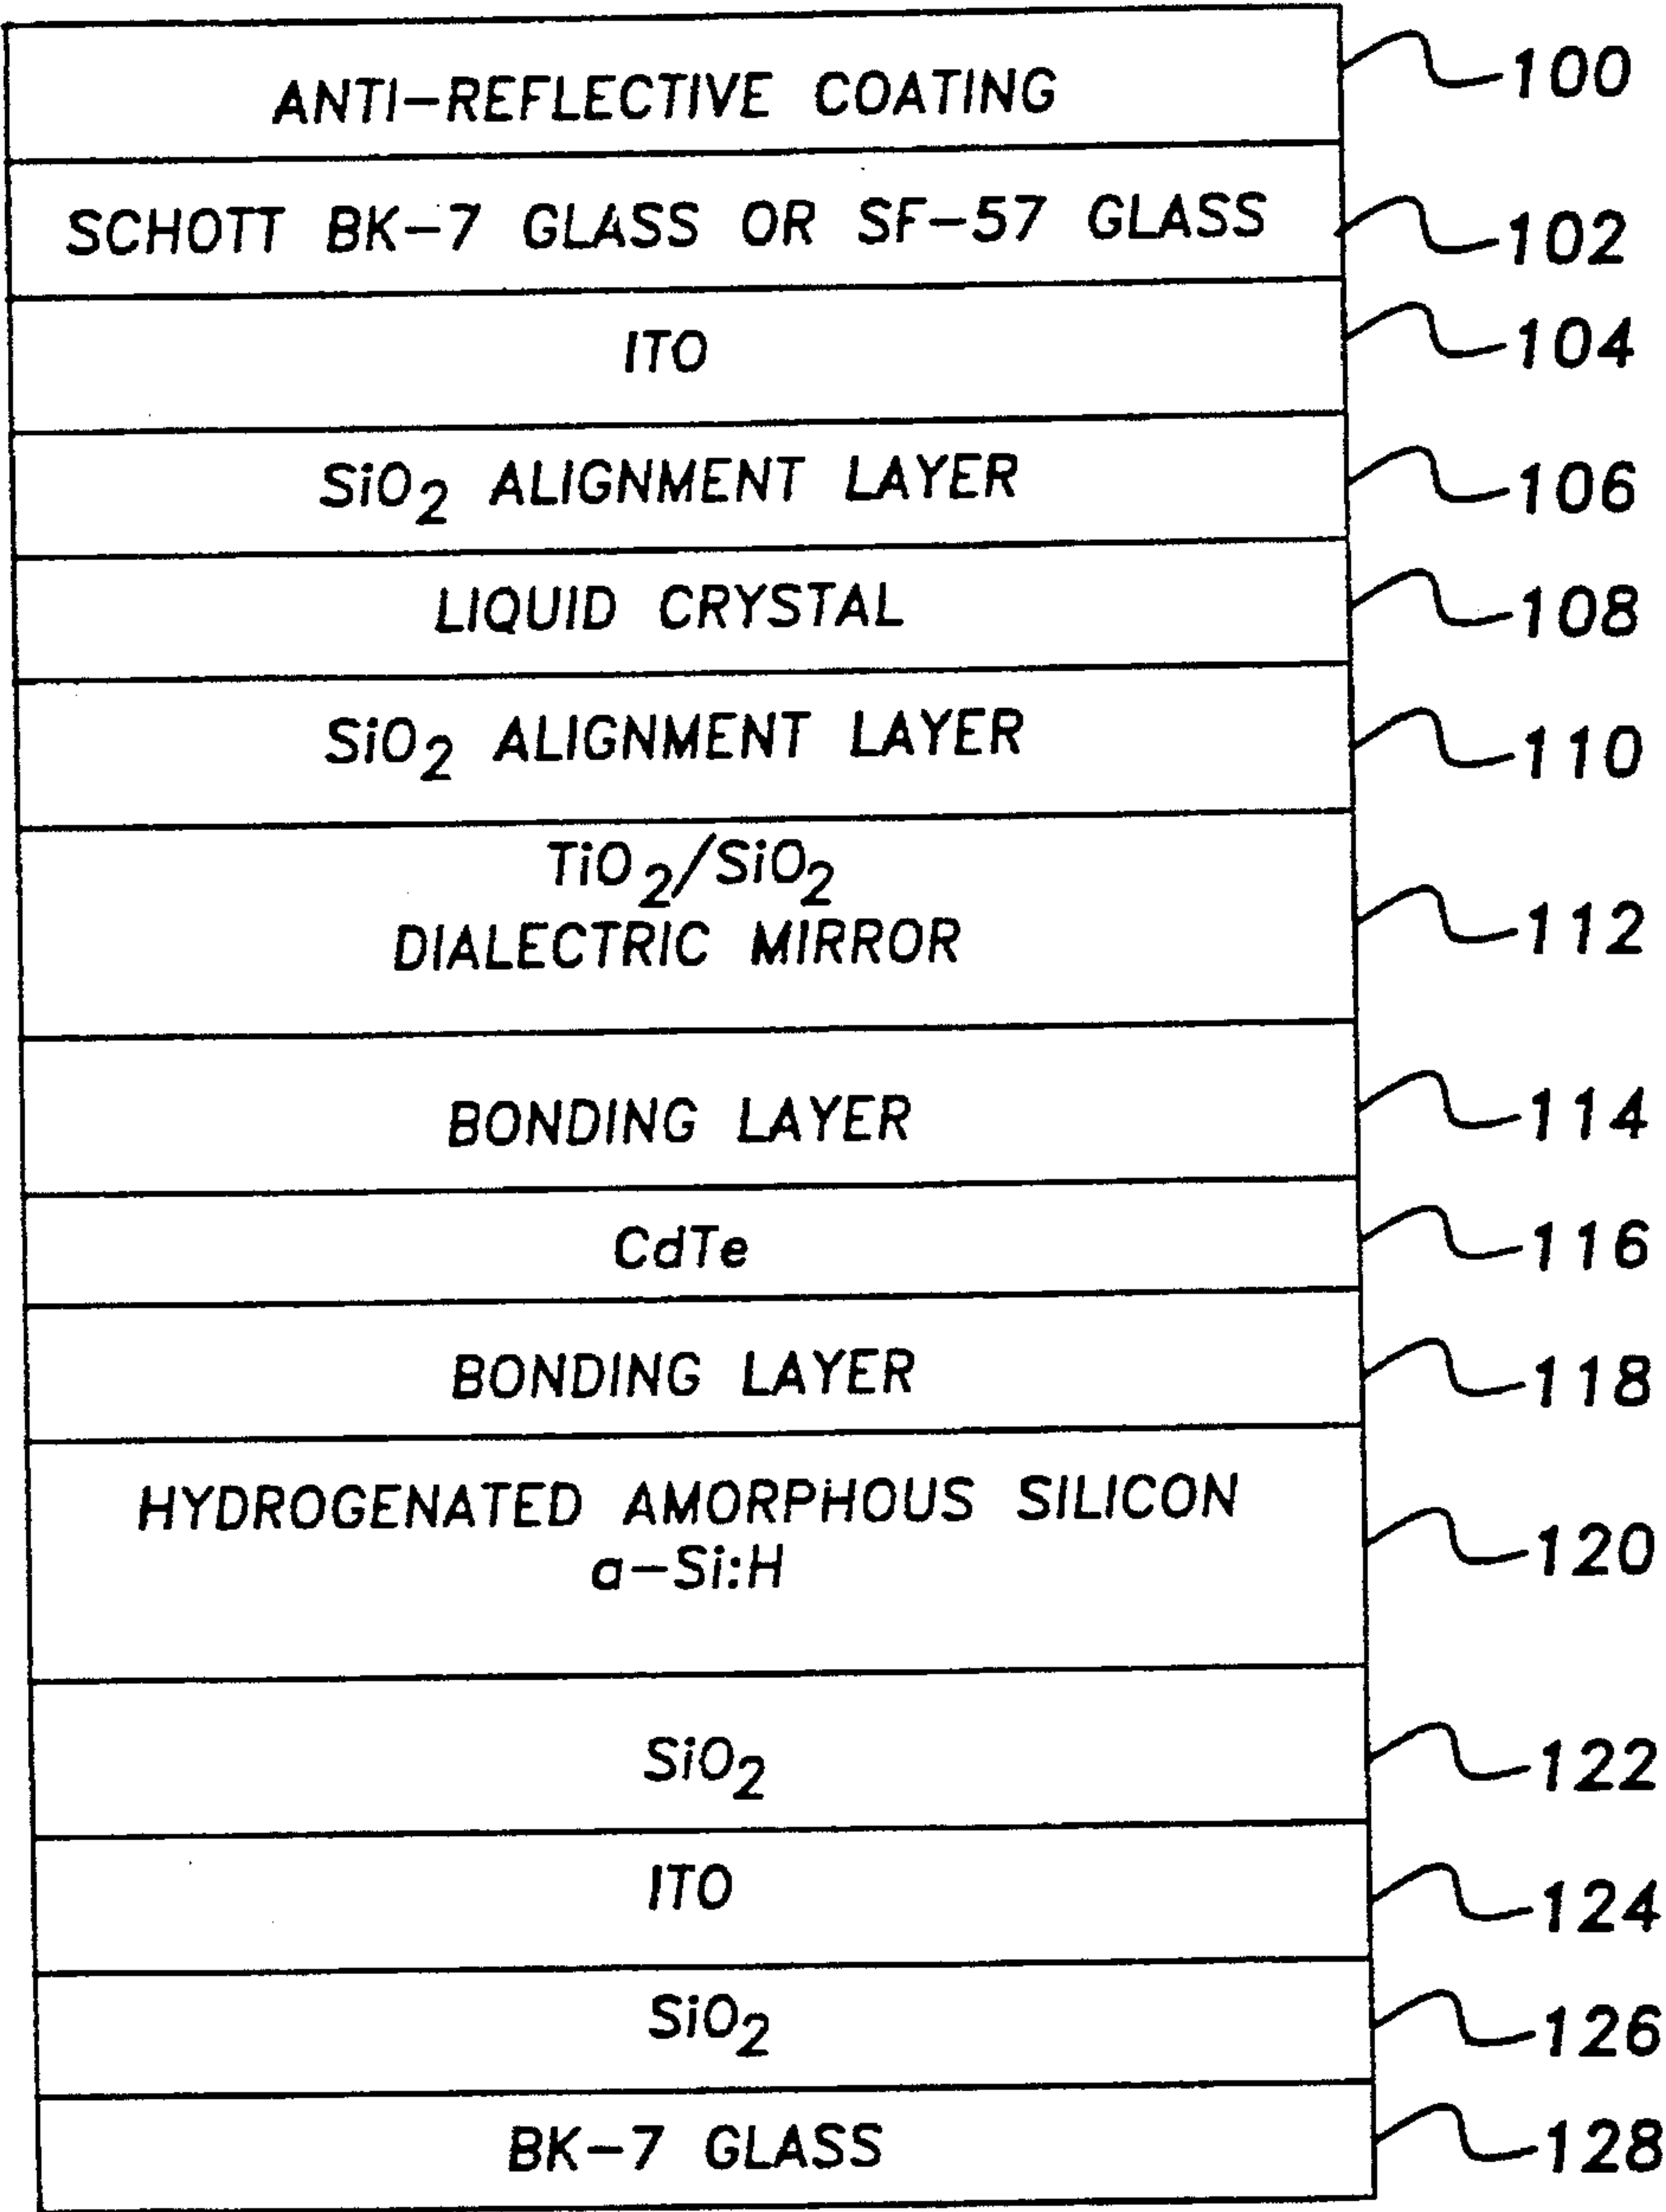 ANTI-REFLECTIVE COATING 100
SCHOTT BK-7 GLASS OR SF-57 GLASS 102
ITO 104
SiO2 ALIGNMENT LAYER 106
LIQUID CRYSTAL 108
SiO2 ALIGNMENT LAYER 110
TiO2/SiO2
DIALECTRIC MIRROR 112
BONDING LAYER 114
CdTe 116
BONDING LAYER 118
HYDROGENATED AMORPHOUS SILICON
a-Si:H 120
SiO2 122
ITO 124
SiO2 126
BK-7 GLASS 128